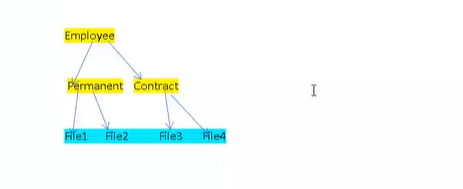 Employee
Permanent Contract
File1 File2 File3 File4